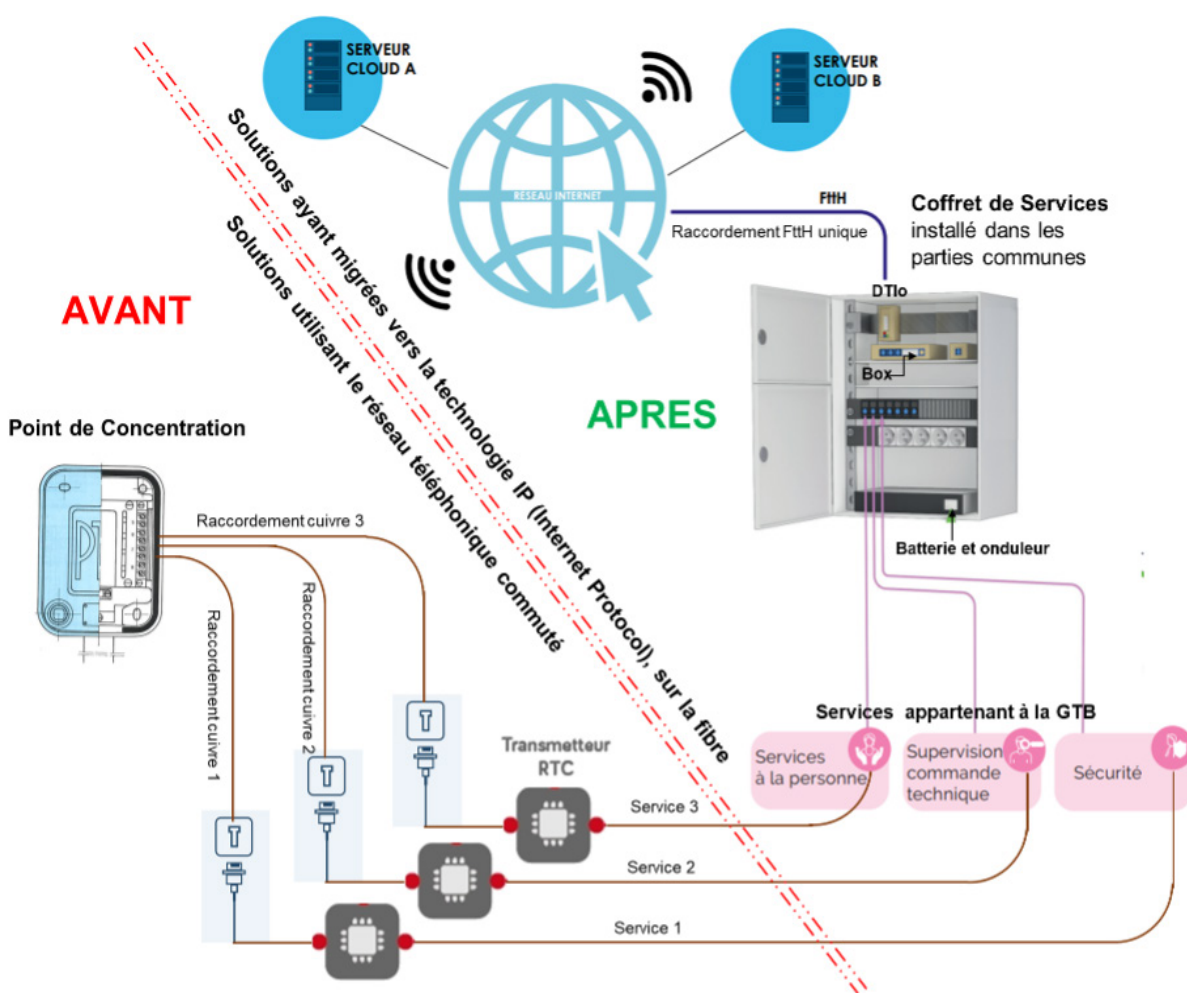 SERVEUR
CLOUD A
SERVEUR
CLOUD B
RÉSEAU INTERNET
Solutions ayant migrées vers la technologie IP (Internet Protocol), sur la fibre
Solutions utilisant le réseau téléphonique commuté
FttH
Raccordement FttH unique
Coffret de Services
installé dans les
parties communes
AVANT
DTIo
Box
APRES
Point de Concentration
Raccordement cuivre 3
Batterie et onduleur
Raccordement cuivre 1
Raccordement cuivre 2
T
T
T
Transmetteur
RTC
Services appartenant à la GTB
Services
à la personne
Supervision
commande
technique
Sécurité
Service 3
Service 2
Service 1